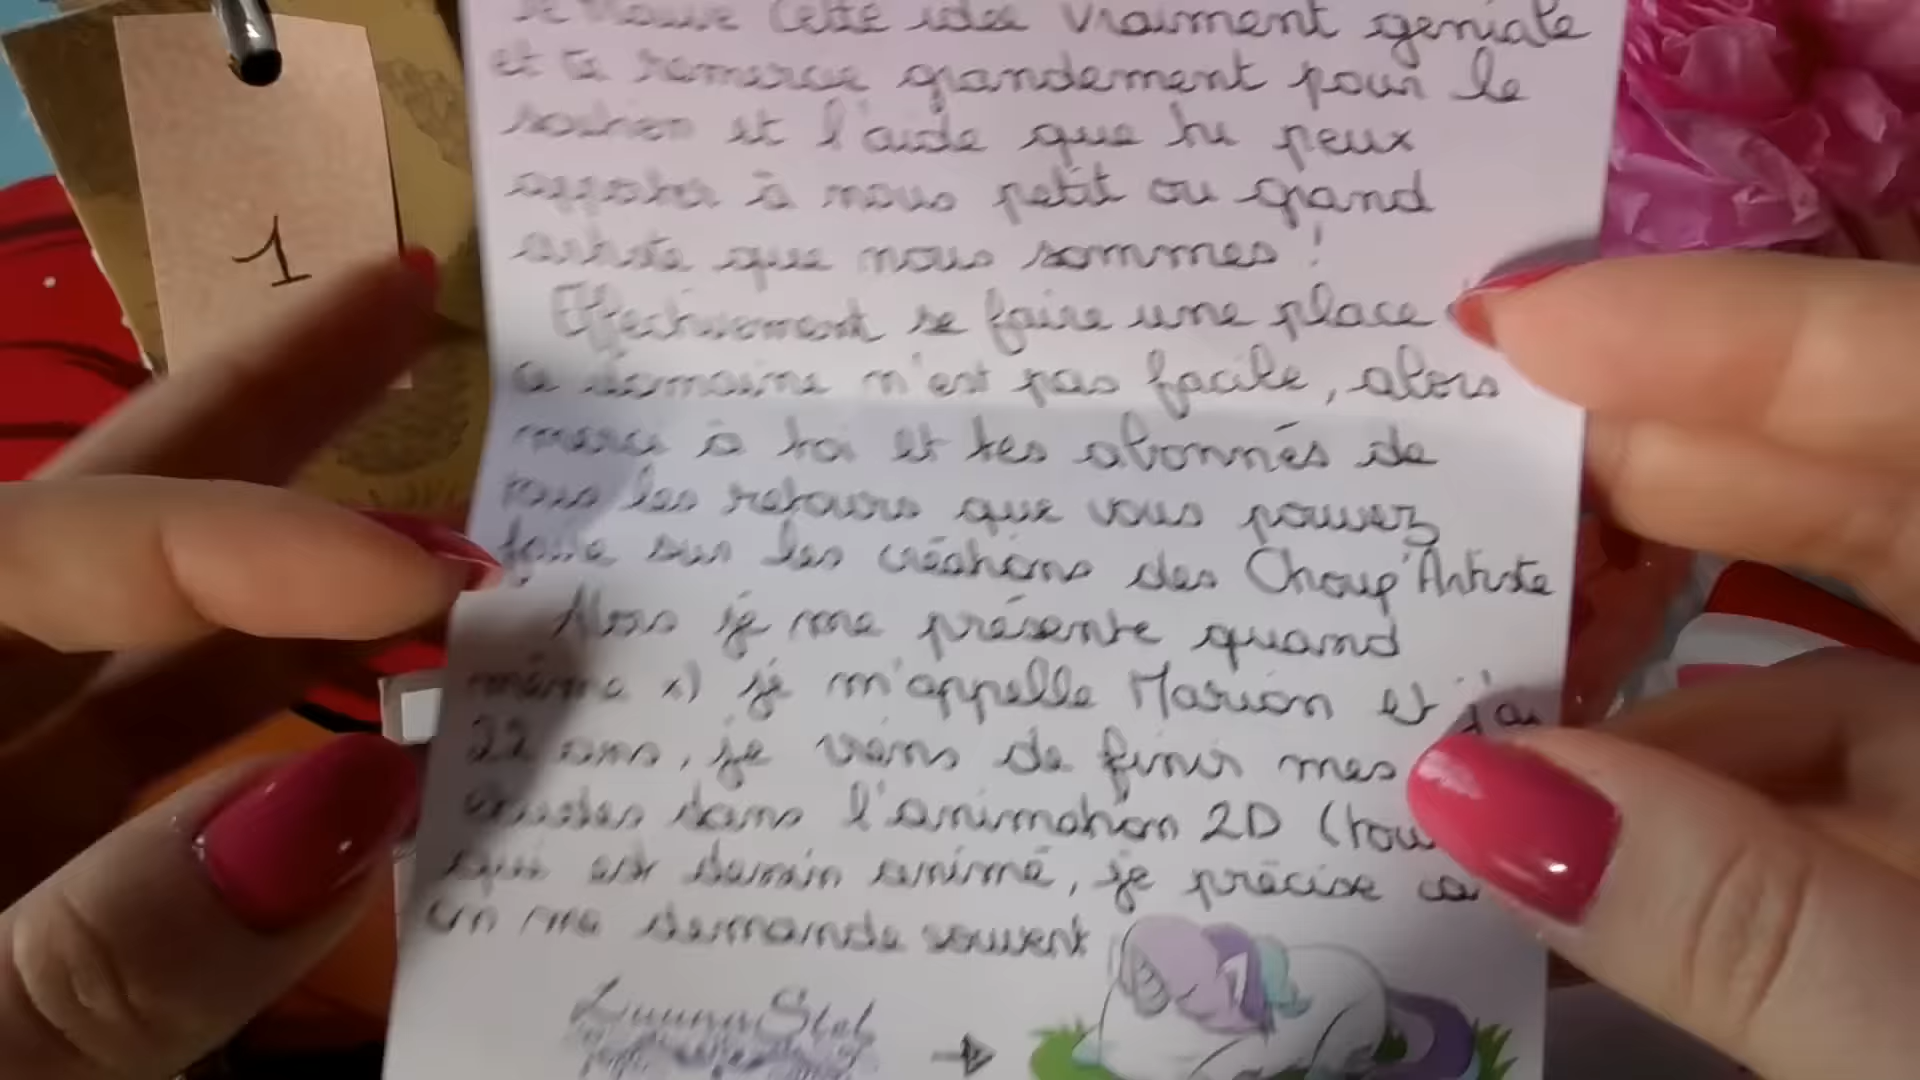 1
Je trouve cette idée vraiment géniale
et te remercie grandement pour le
soutien et l'aide que tu peux
apporter à nous petit ou grand
artiste que nous sommes !
Effectivement se faire une place
ce domaine n'est pas facile, alors
merci à toi et tes abonnés de
tous les retours que vous pouvez
faire sur les créations des Choup'Artiste
Alors je me présente quand
même x) je m'appelle Marion et j'ai
22 ans, je viens de finir mes
études dans l'animation 2D (tou
qui est dessin animé, je précise ca
on me demande souvent